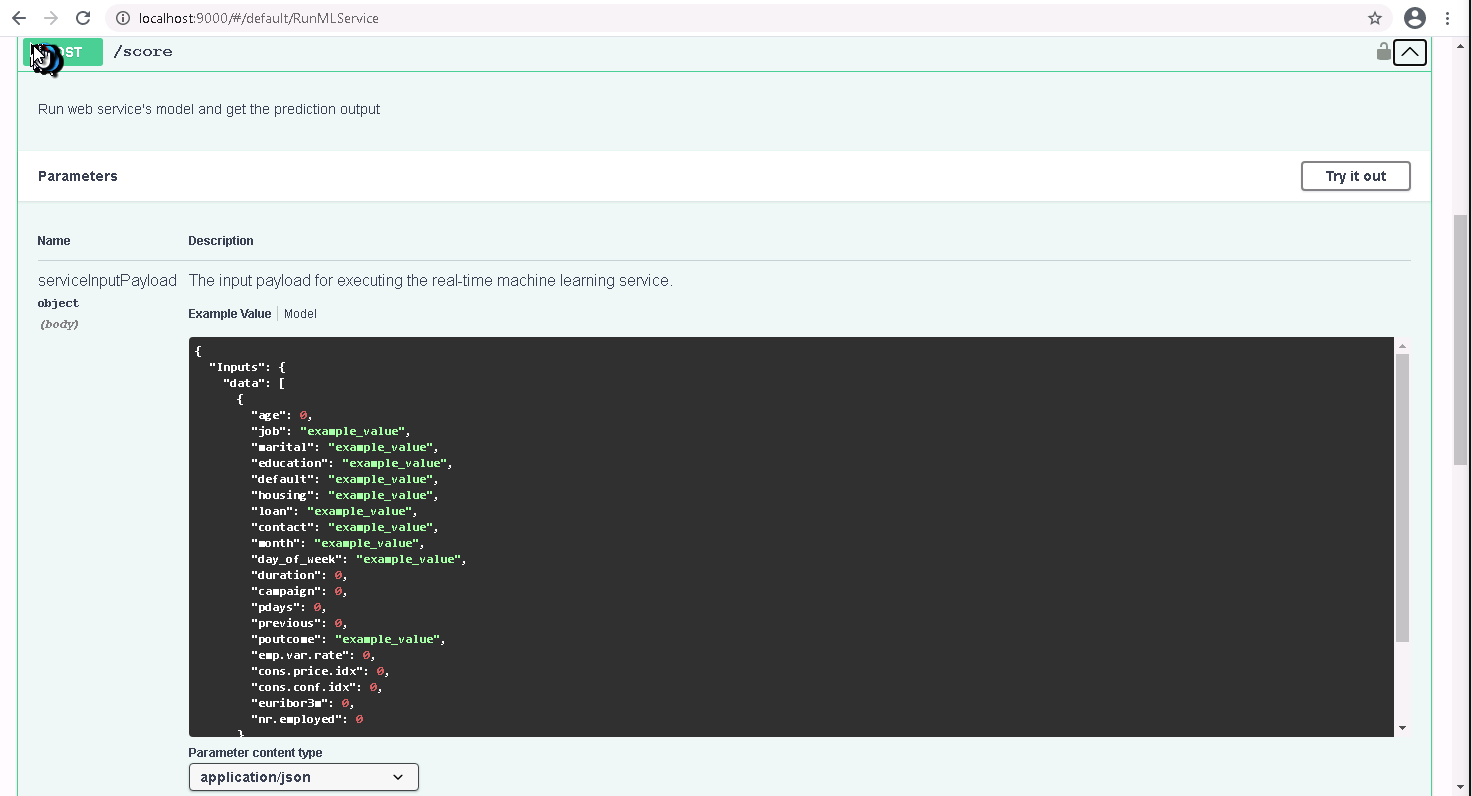 localhost:9000/#/default/RunMLService
/score
Run web service's model and get the prediction output
Parameters
Try it out
Name Description
serviceInputPayload The input payload for executing the real-time machine learning service.
object
(body)
Example Value Model
{
"Inputs": {
"data": [
{
"age": 0,
"job": "example_value",
"marital": "example_value",
"education": "example_value",
"default": "example_value",
"housing": "example_value",
"loan": "example_value",
"contact": "example_value",
"month": "example_value",
"day_of_week": "example_value",
"duration": 0,
"campaign": 0,
"pdays": 0,
"previous": 0,
"poutcome": "example_value",
"emp.var.rate": 0,
"cons.price.idx": 0,
"cons.conf.idx": 0,
"euribor3m": 0,
"nr.employed": 0
}
Parameter content type
application/json